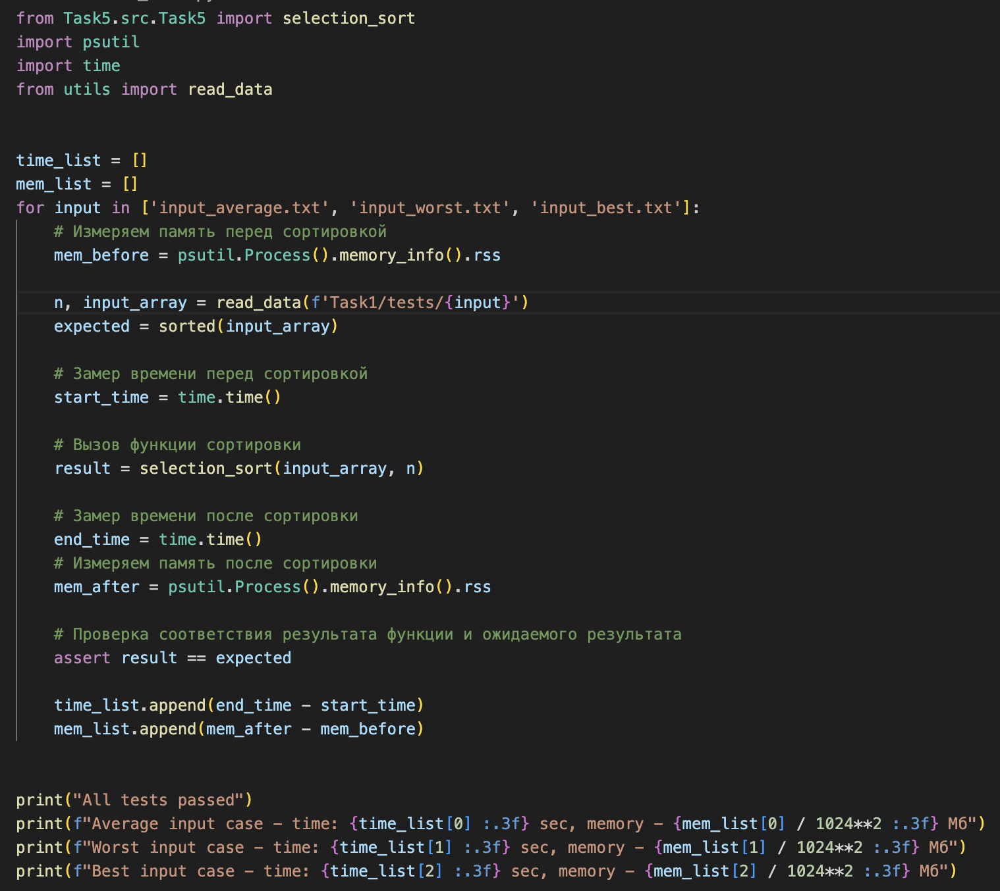 from Task5.src.Task5 import selection_sort
import psutil
import time
from utils import read_data
time_list = []
mem_list = []
for input in ['input_average.txt', 'input_worst.txt', 'input_best.txt']:
# Измеряем память перед сортировкой
mem_before = psutil.Process().memory_info().rss
n, input_array = read_data(f'Task1/tests/{input}')
expected = sorted(input_array)
# Замер времени перед сортировкой
start_time = time.time()
# Вызов функции сортировки
result = selection_sort(input_array, n)
# Замер времени после сортировки
end_time = time.time()
# Измеряем память после сортировки
mem_after = psutil.Process().memory_info().rss
# Проверка соответствия результата функции и ожидаемого результата
assert result == expected
time_list.append(end_time - start_time)
mem_list.append(mem_after - mem_before)
print("All tests passed")
print(f"Average input case - time: {time_list[0] :.3f} sec, memory - {mem_list[0] / 1024**2 :.3f} Мб")
print(f"Worst input case - time: {time_list[1] :.3f} sec, memory - {mem_list[1] / 1024**2 :.3f} Мб")
print(f"Best input case - time: {time_list[2] :.3f} sec, memory - {mem_list[2] / 1024**2 :.3f} Мб")